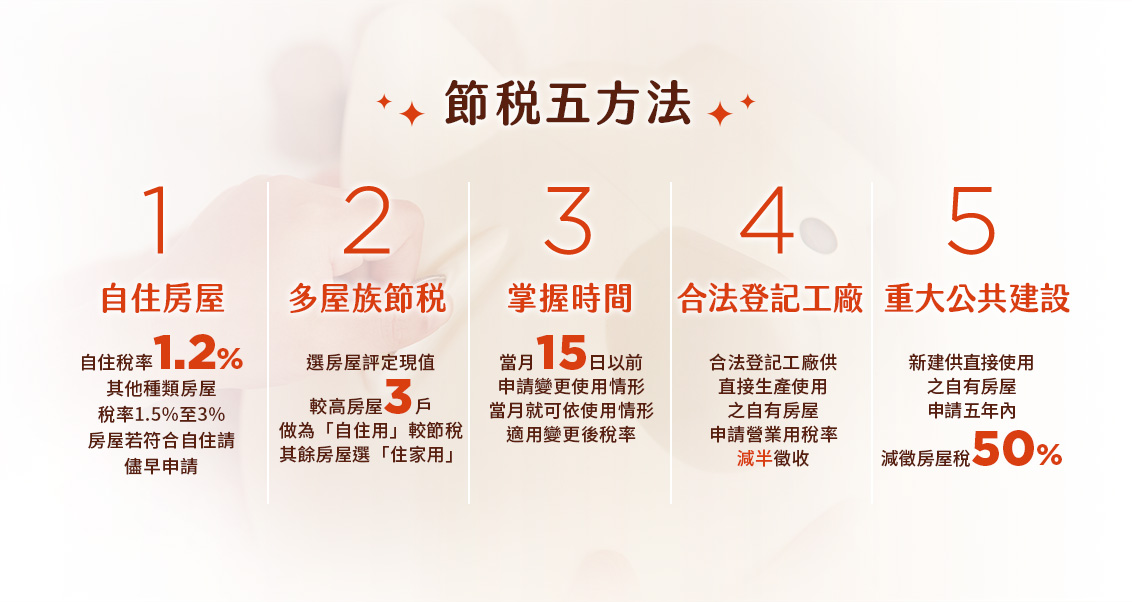 節稅五方法
1
自住房屋
自住稅率1.2%
其他種類房屋
稅率1.5%至3%
房屋若符合自住請
儘早申請
2
多屋族節稅
選房屋評定現值
較高房屋3戶
做為「自住用」較節稅
其餘房屋選「住家用」
3
掌握時間
當月15日以前
申請變更使用情形
當月就可依使用情形
適用變更後稅率
4
合法登記工廠
合法登記工廠供
直接生產使用
之自有房屋
申請營業用稅率
減半徵收
5
重大公共建設
新建供直接使用
之自有房屋
申請五年內
減徵房屋稅50%